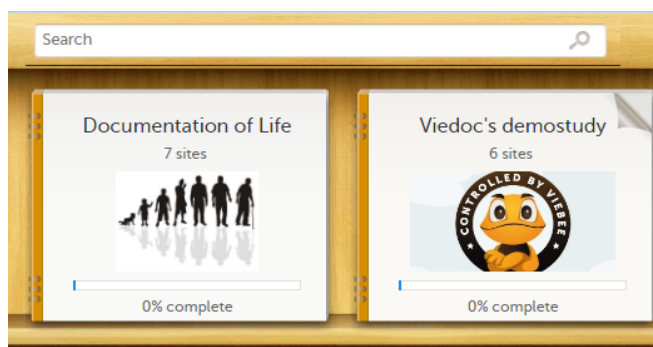 Search
Documentation of Life
7 sites
0% complete
Viedoc's demostudy
6 sites
CONTROLLED BY VIEBEE
0% complete